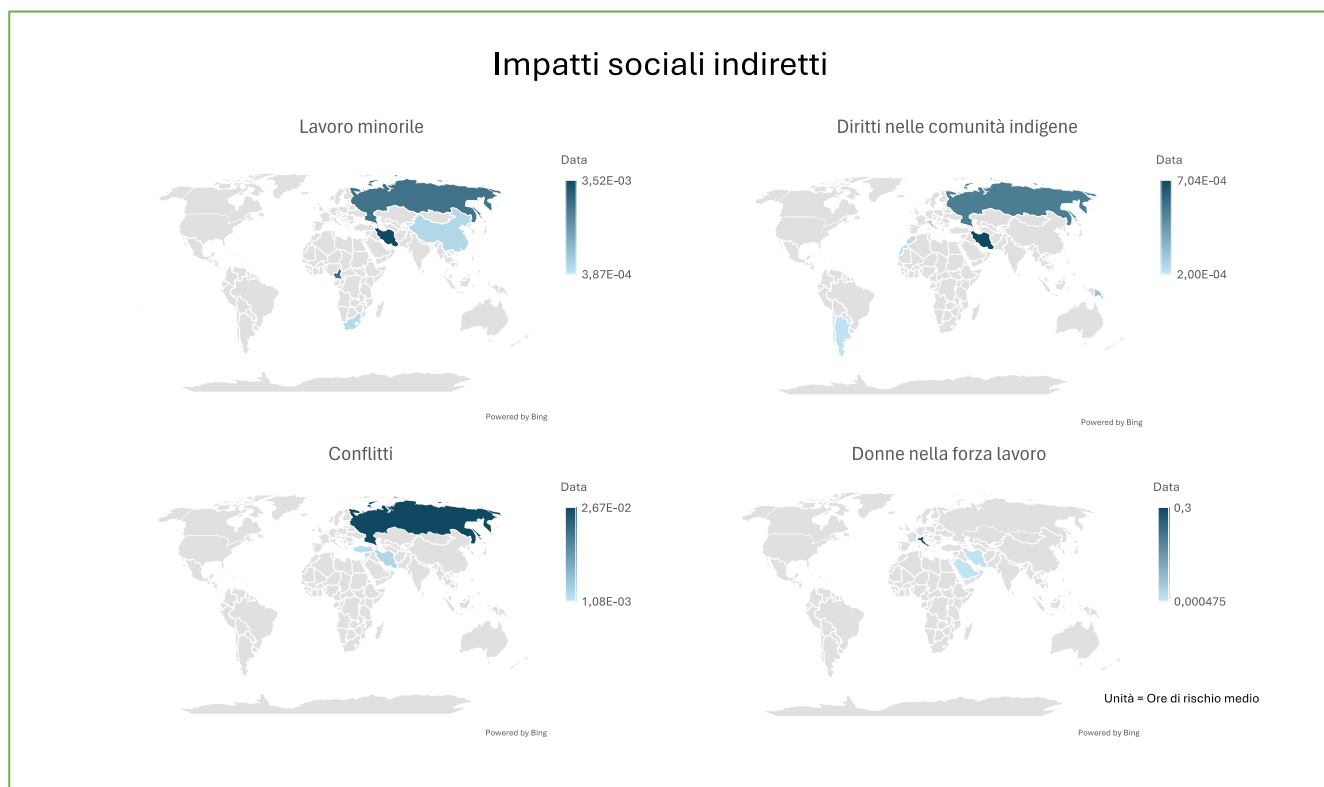 Impatti sociali indiretti
Lavoro minorile
Data
3,52E-03
3,87E-04
Powered by Bing
Diritti nelle comunità indigene
Data
7,04E-04
2,00E-04
Powered by Bing
Conflitti
Data
2,67E-02
1,08E-03
Powered by Bing
Donne nella forza lavoro
Data
0,3
0,000475
Unità = Ore di rischio medio
Powered by Bing